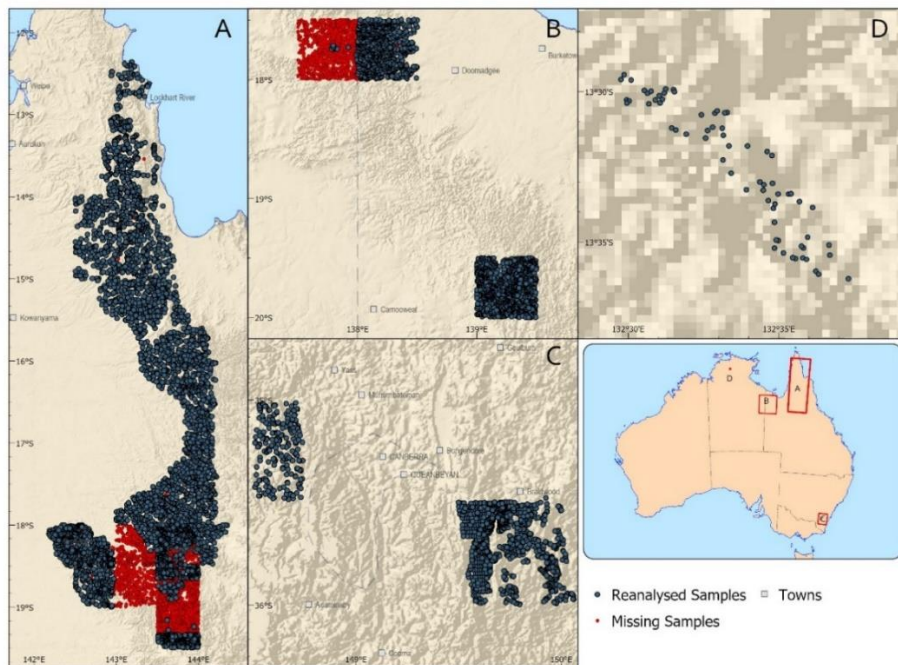 A
Weipa
Lockhart River
13°S
Aurukun
14°S
15°S
Kowanyama
16°S
17°S
18°S
19°S
142°E
143°E
144°E
B
Burketown
Doomadgee
18°S
19°S
Camooweal
20°S
138°E
139°E
C
Goulburn
Yass
Murrumbateman
Bungendore
CANBERRA
QUEANBEYAN
Braidwood
36°S
Adaminaby
Cooma
149°E
150°E
D
13°30'S
13°35'S
132°30'E
132°35'E
D
A
B
C
Reanalysed Samples
Towns
Missing Samples